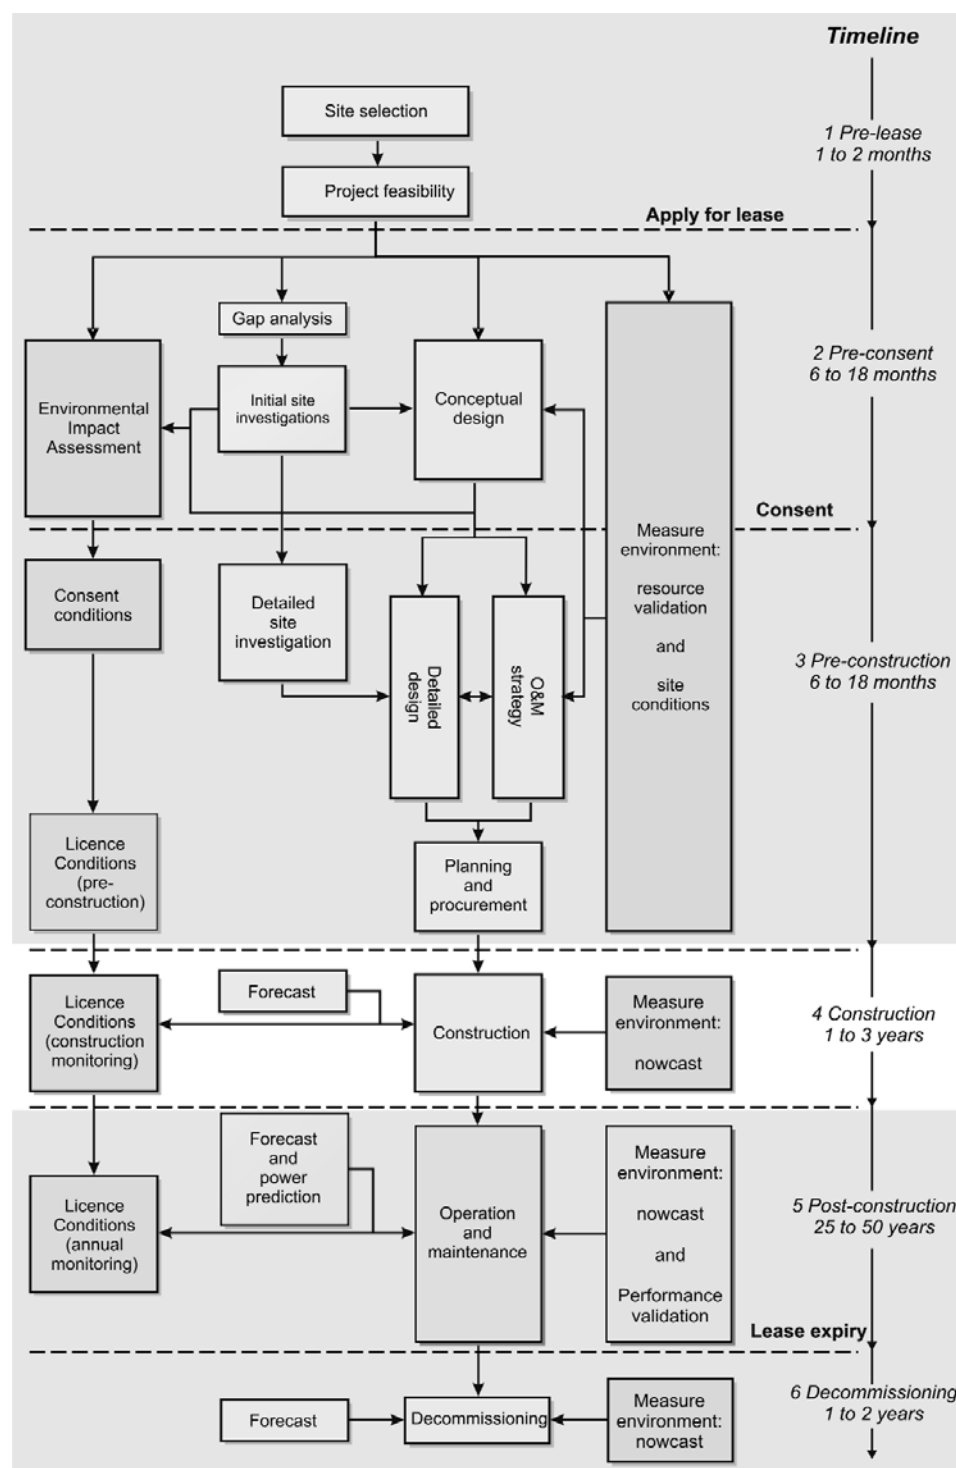 Timeline
Site selection
1 Pre-lease
1 to 2 months
Project feasibility
Apply for lease
Gap analysis
2 Pre-consent
6 to 18 months
Environmental
Impact
Assessment
Initial site
investigations
Conceptual
design
Consent
Measure
environment:
resource
validation
and
site
conditions
Consent
conditions
Detailed
site
investigation
Detailed
design
O&M
strategy
3 Pre-construction
6 to 18 months
Licence
Conditions
(pre-
construction)
Planning
and
procurement
Licence
Conditions
(construction
monitoring)
Forecast
Construction
Measure
environment:
nowcast
4 Construction
1 to 3 years
Forecast
and
power
prediction
Licence
Conditions
(annual
monitoring)
Operation
and
maintenance
Measure
environment:
nowcast
and
Performance
validation
5 Post-construction
25 to 50 years
Lease expiry
Forecast
Decommissioning
Measure
environment:
nowcast
6 Decommissioning
1 to 2 years